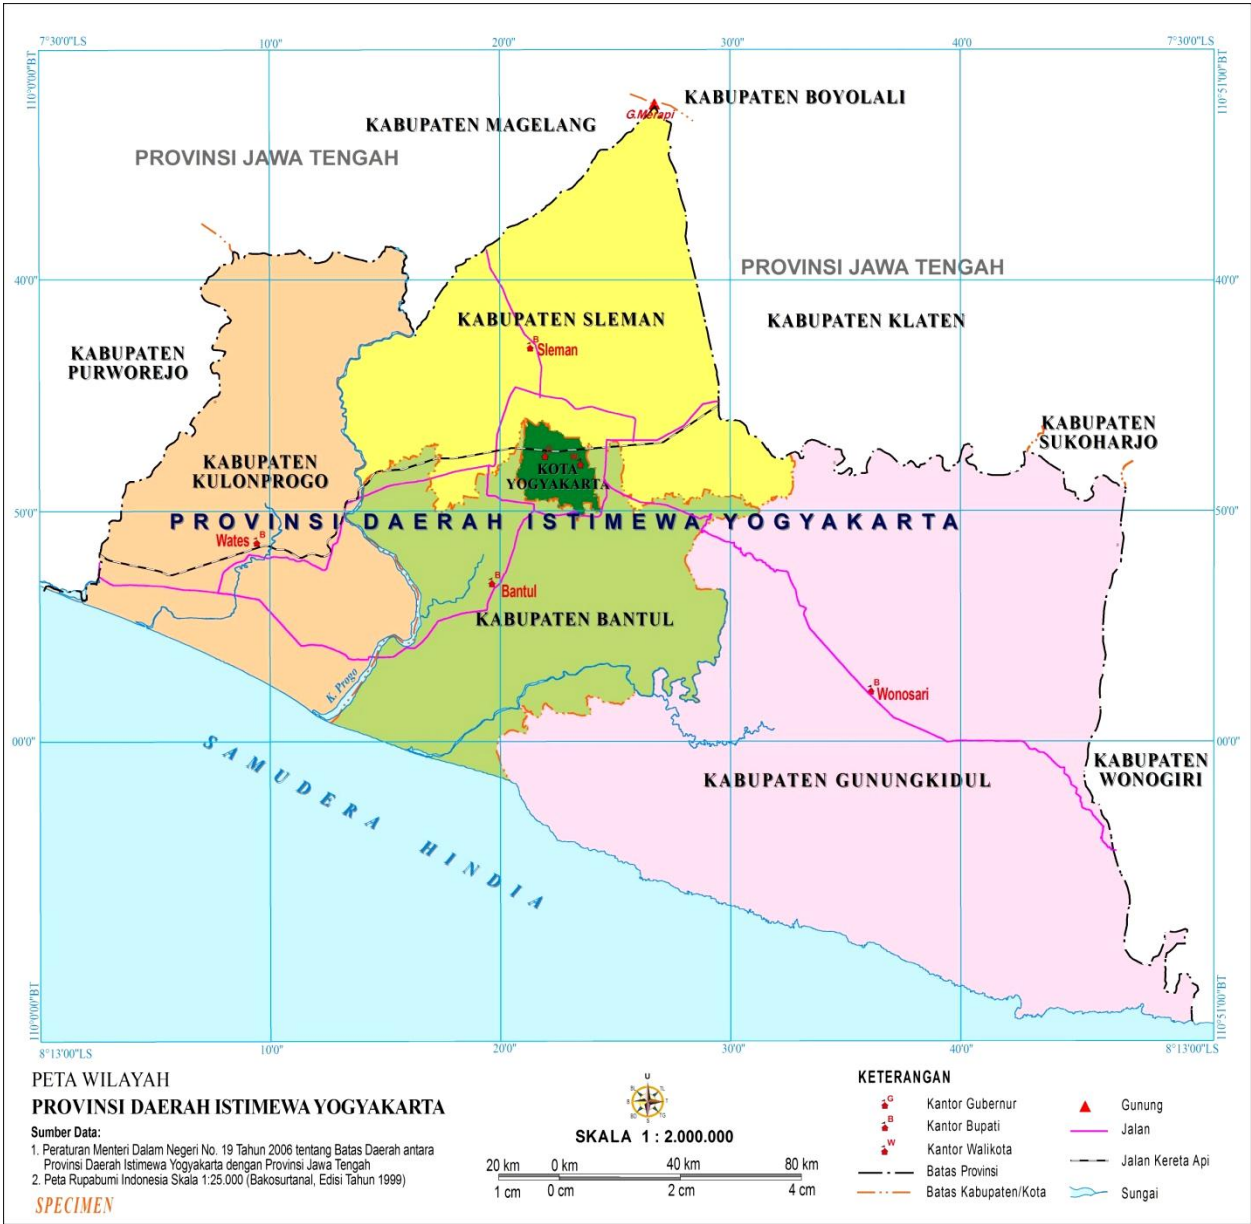 7°30'0"LS
10'0"
20'0"
30'0"
40'0
7°30'0"LS
110°0'00"BT
110°51'00"BT
KABUPATEN BOYOLALI
G.Merapi
KABUPATEN MAGELANG
PROVINSI JAWA TENGAH
PROVINSI JAWA TENGAH
40'0"
40'0"
KABUPATEN SLEMAN
KABUPATEN KLATEN
B
Sleman
KABUPATEN
PURWOREJO
KABUPATEN
SUKOHARJO
KABUPATEN
KULONPROGO
KOTA
YOGYAKARTA
50'0"
50'0"
PROVINSI DAERAH ISTIMEWA YOGYAKARTA
B
Wates
B
Bantul
KABUPATEN BANTUL
K. Progo
B
Wonosari
00'0"
00'0"
KABUPATEN
WONOGIRI
KABUPATEN GUNUNGKIDUL
SAMUDERA HINDIA
110°0'00"BT
110°51'00"BT
8°13'00"LS
10'0"
20'0"
30'0"
40'0"
8°13'00"LS
PETA WILAYAH
PROVINSI DAERAH ISTIMEWA YOGYAKARTA
Sumber Data:
1. Peraturan Menteri Dalam Negeri No. 19 Tahun 2006 tentang Batas Daerah antara
Provinsi Daerah Istimewa Yogyakarta dengan Provinsi Jawa Tengah
2. Peta Rupabumi Indonesia Skala 1:25.000 (Bakosurtanal, Edisi Tahun 1999)
SPECIMEN
U
SKALA 1 : 2.000.000
20 km 0 km 40 km 80 km
1 cm 0 cm 2 cm 4 cm
KETERANGAN
G Kantor Gubernur
B Kantor Bupati
W Kantor Walikota
Batas Provinsi
Batas Kabupaten/Kota
Gunung
Jalan
Jalan Kereta Api
Sungai